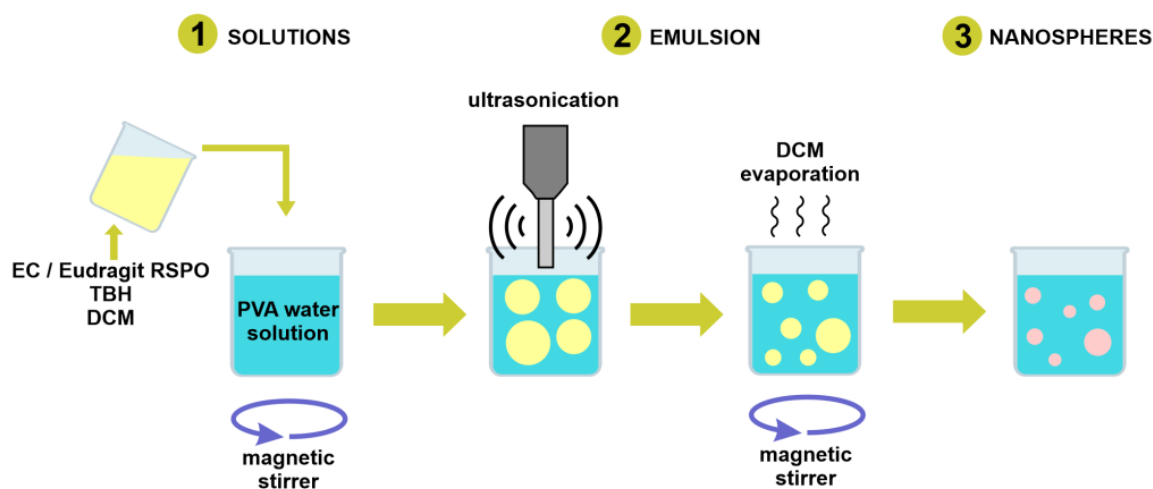 1 SOLUTIONS
2 EMULSION
3 NANOSPHERES
ultrasonication
DCM
evaporation
EC / Eudragit RSPO
TBH
DCM
PVA water
solution
magnetic
stirrer
magnetic
stirrer